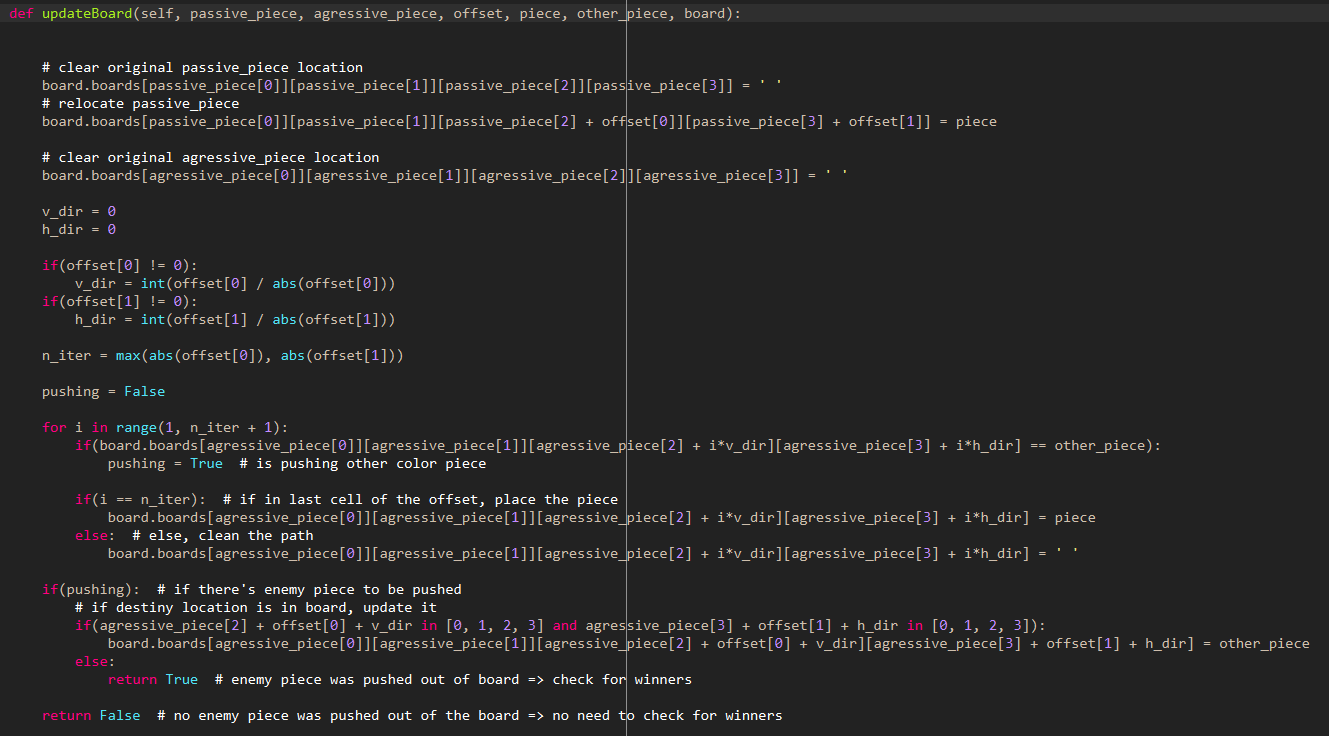 def updateBoard(self, passive_piece, agressive_piece, offset, piece, other_piece, board):
# clear original passive_piece location
board.boards[passive_piece[0]][passive_piece[1]][passive_piece[2]][passive_piece[3]] = ' '
# relocate passive_piece
board.boards[passive_piece[0]][passive_piece[1]][passive_piece[2] + offset[0]][passive_piece[3] + offset[1]] = piece
# clear original agressive_piece location
board.boards[agressive_piece[0]][agressive_piece[1]][agressive_piece[2]][agressive_piece[3]] = ' '
v_dir = 0
h_dir = 0
if(offset[0] != 0):
v_dir = int(offset[0] / abs(offset[0]))
if(offset[1] != 0):
h_dir = int(offset[1] / abs(offset[1]))
n_iter = max(abs(offset[0]), abs(offset[1]))
pushing = False
for i in range(1, n_iter + 1):
if(board.boards[agressive_piece[0]][agressive_piece[1]][agressive_piece[2] + i*v_dir][agressive_piece[3] + i*h_dir] == other_piece):
pushing = True  # is pushing other color piece
if(i == n_iter):  # if in last cell of the offset, place the piece
board.boards[agressive_piece[0]][agressive_piece[1]][agressive_piece[2] + i*v_dir][agressive_piece[3] + i*h_dir] = piece
else:  # else, clean the path
board.boards[agressive_piece[0]][agressive_piece[1]][agressive_piece[2] + i*v_dir][agressive_piece[3] + i*h_dir] = ' '
if(pushing):  # if there's enemy piece to be pushed
# if destiny location is in board, update it
if(agressive_piece[2] + offset[0] + v_dir in [0, 1, 2, 3] and agressive_piece[3] + offset[1] + h_dir in [0, 1, 2, 3]):
board.boards[agressive_piece[0]][agressive_piece[1]][agressive_piece[2] + offset[0] + v_dir][agressive_piece[3] + offset[1] + h_dir] = other_piece
else:
return True  # enemy piece was pushed out of board => check for winners
return False  # no enemy piece was pushed out of the board => no need to check for winners